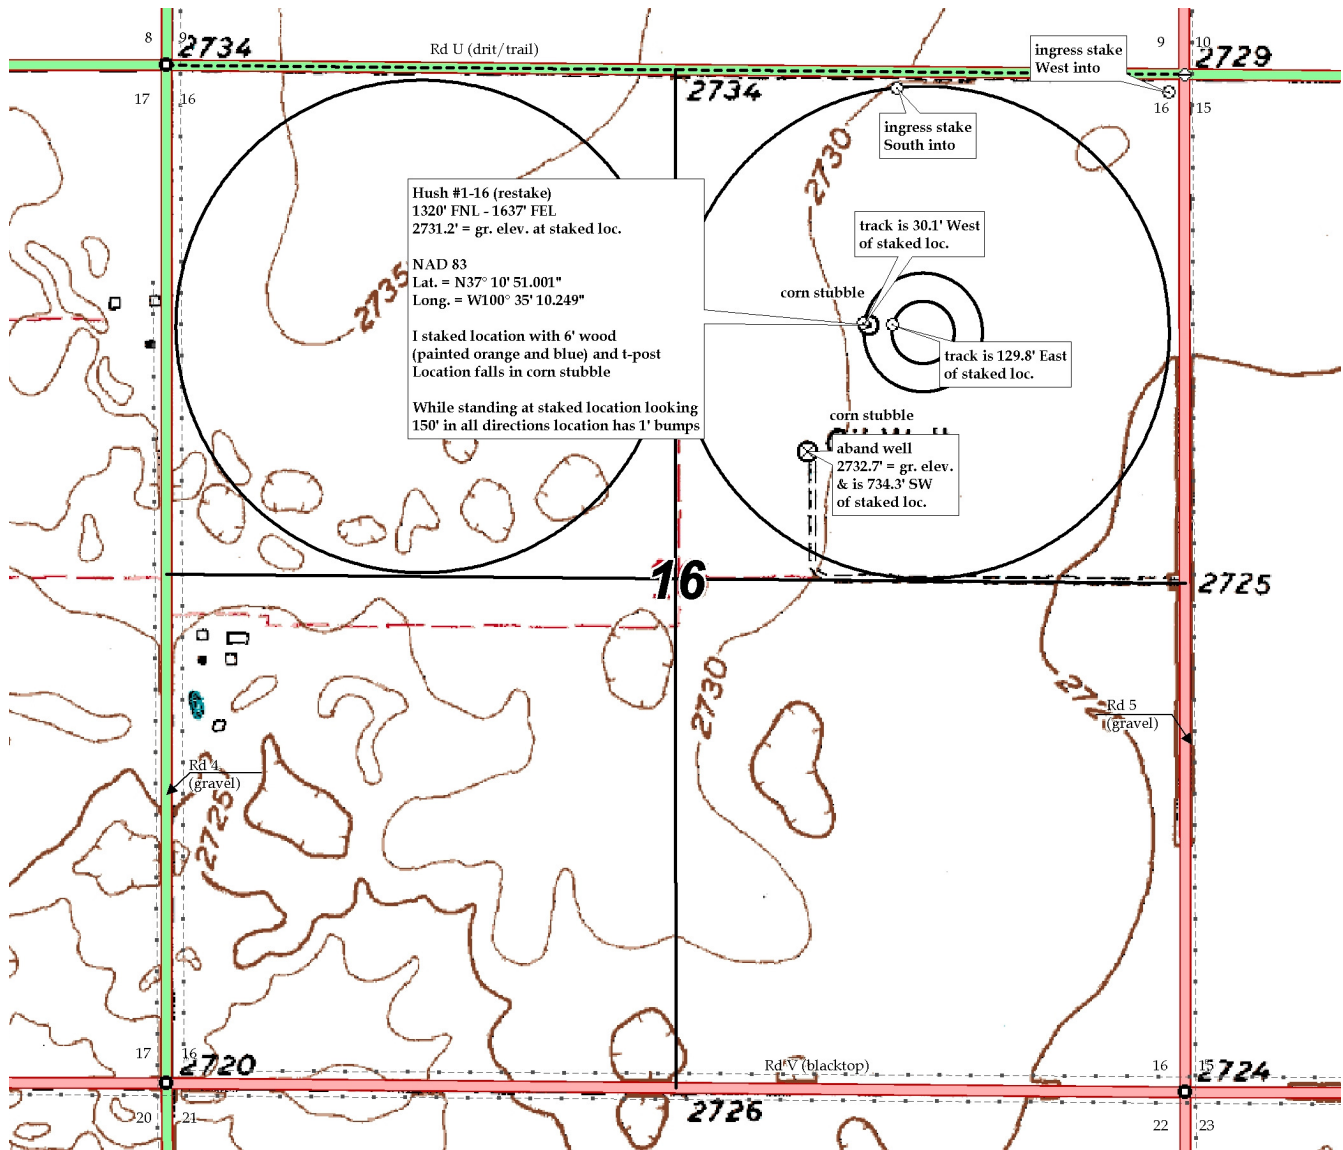 8
9
2734
Rd U (drit/trail)
9
10
2729
ingress stake
West into
17
16
2734
16
15
ingress stake
South into
2730
Hush #1-16 (restake)
1320' FNL - 1637' FEL
2731.2' = gr. elev. at staked loc.
NAD 83
Lat. = N37° 10' 51.001"
Long. = W100° 35' 10.249"
I staked location with 6' wood
(painted orange and blue) and t-post
Location falls in corn stubble
While standing at staked location looking
150' in all directions location has 1' bumps
2735
track is 30.1' West
of staked loc.
corn stubble
track is 129.8' East
of staked loc.
corn stubble
aband well
2732.7' = gr. elev.
& is 734.3' SW
of staked loc.
16
2725
2730
Rd 5
(gravel)
Rd 4
(gravel)
2725
17
16
2720
Rd V (blacktop)
16
15
2724
20
21
2726
22
23